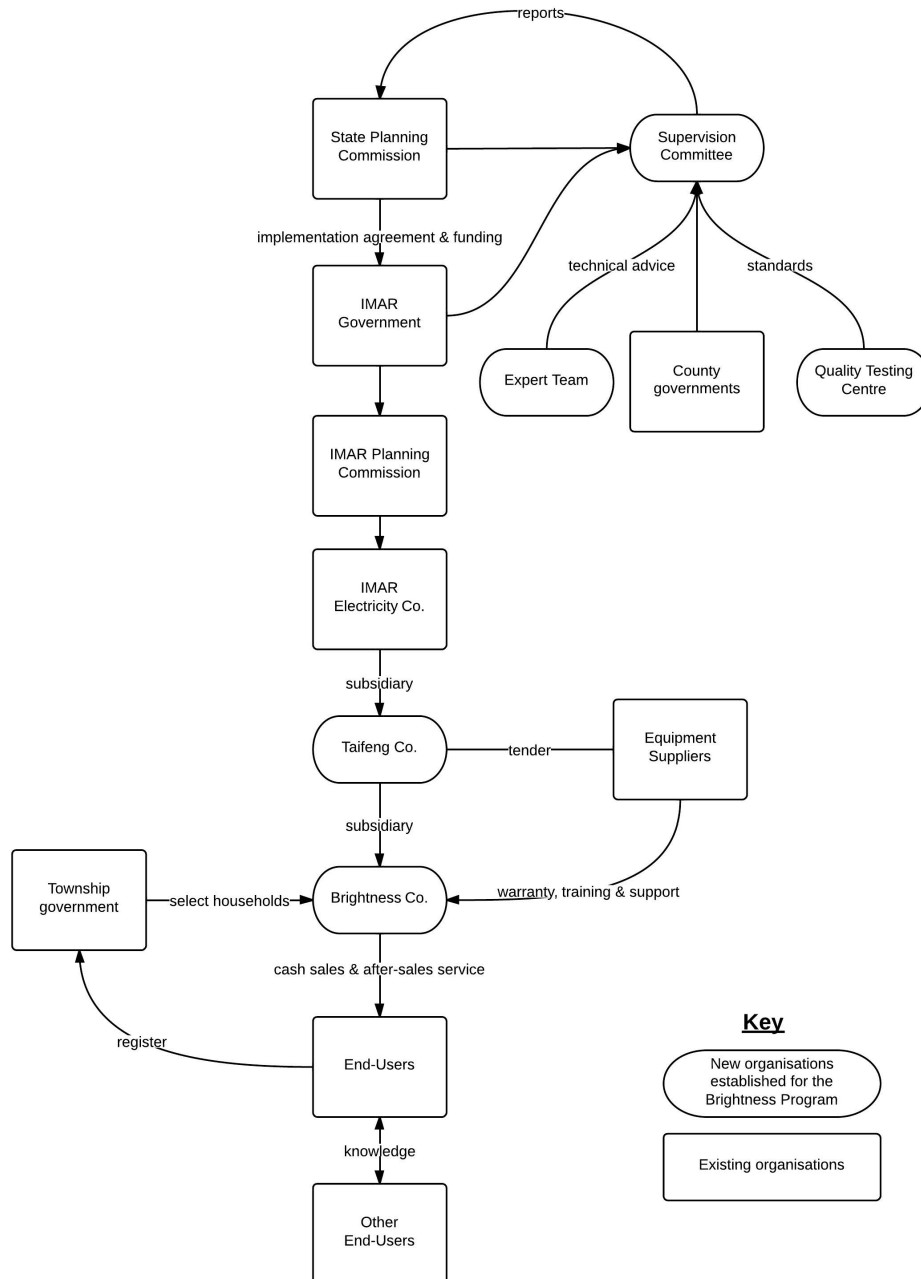 reports
State Planning
Commission
Supervision
Committee
implementation agreement & funding
technical advice
standards
IMAR
Government
Expert Team
County
governments
Quality Testing
Centre
IMAR Planning
Commission
IMAR
Electricity Co.
subsidiary
Taifeng Co.
tender
Equipment
Suppliers
subsidiary
Township
government
select households
Brightness Co.
warranty, training & support
cash sales & after-sales service
register
End-Users
knowledge
Other
End-Users
Key
New organisations
established for the
Brightness Program
Existing organisations